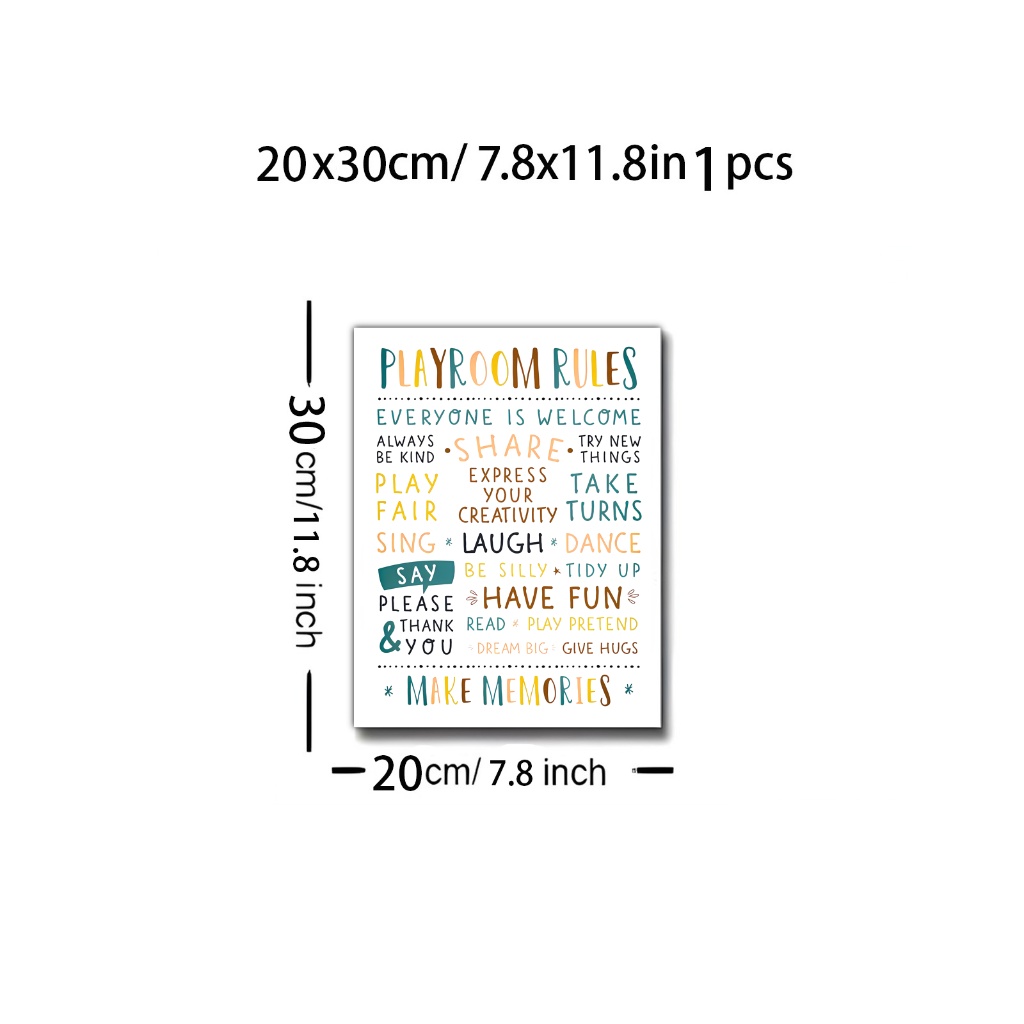 20x30cm/ 7.8x11.8in 1 pcs
30 cm/11.8 inch
PLAYROOM RULES
EVERYONE IS WELCOME
ALWAYS
BE KIND
• SHARE •
TRY NEW
THINGS
PLAY
FAIR
EXPRESS
YOUR
CREATIVITY
TAKE
TURNS
SING * LAUGH * DANCE
SAY
PLEASE
& THANK
YOU
BE SILLY ★ TIDY UP
HAVE FUN
READ * PLAY PRETEND
DREAM BIG GIVE HUGS
* MAKE MEMORIES *
20cm/ 7.8 inch